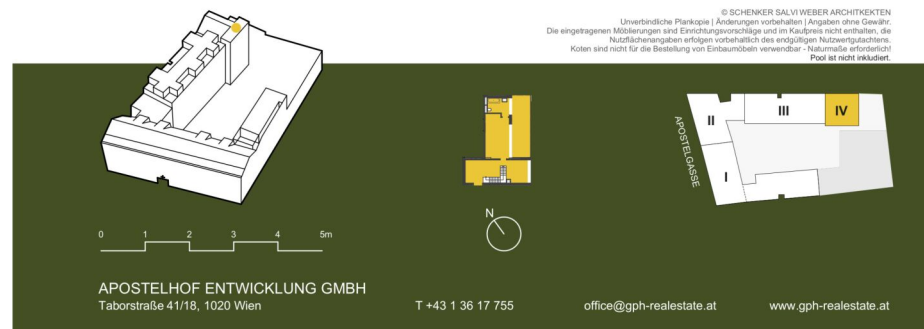 © SCHENKER SALVI WEBER ARCHITKEKTEN
Unverbindliche Plankopie | Änderungen vorbehalten | Angaben ohne Gewähr.
Die eingetragenen Möblierungen sind Einrichtungsvorschläge und im Kaufpreis nicht enthalten, die
Nutzflächenangaben erfolgen vorbehaltlich des endgültigen Nutzwertgutachtens.
Koten sind nicht für die Bestellung von Einbaumöbeln verwendbar - Naturmaße erforderlich!
Pool ist nicht inkludiert.
II
III
IV
APOSTELGASSE
I
N
0 1 2 3 4 5m
APOSTELHOF ENTWICKLUNG GMBH
Taborstraße 41/18, 1020 Wien
T +43 1 36 17 755
office@gph-realestate.at
www.gph-realestate.at